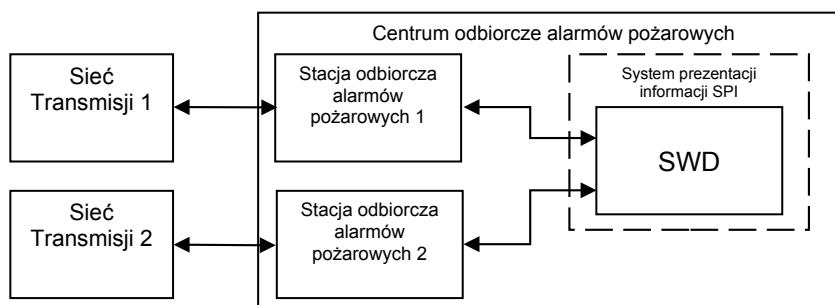 Centrum odbiorcze alarmów pożarowych
Sieć
Transmisji 1
Stacja odbiorcza
alarmów
pożarowych 1
System prezentacji
informacji SPI
SWD
Sieć
Transmisji 2
Stacja odbiorcza
alarmów
pożarowych 2